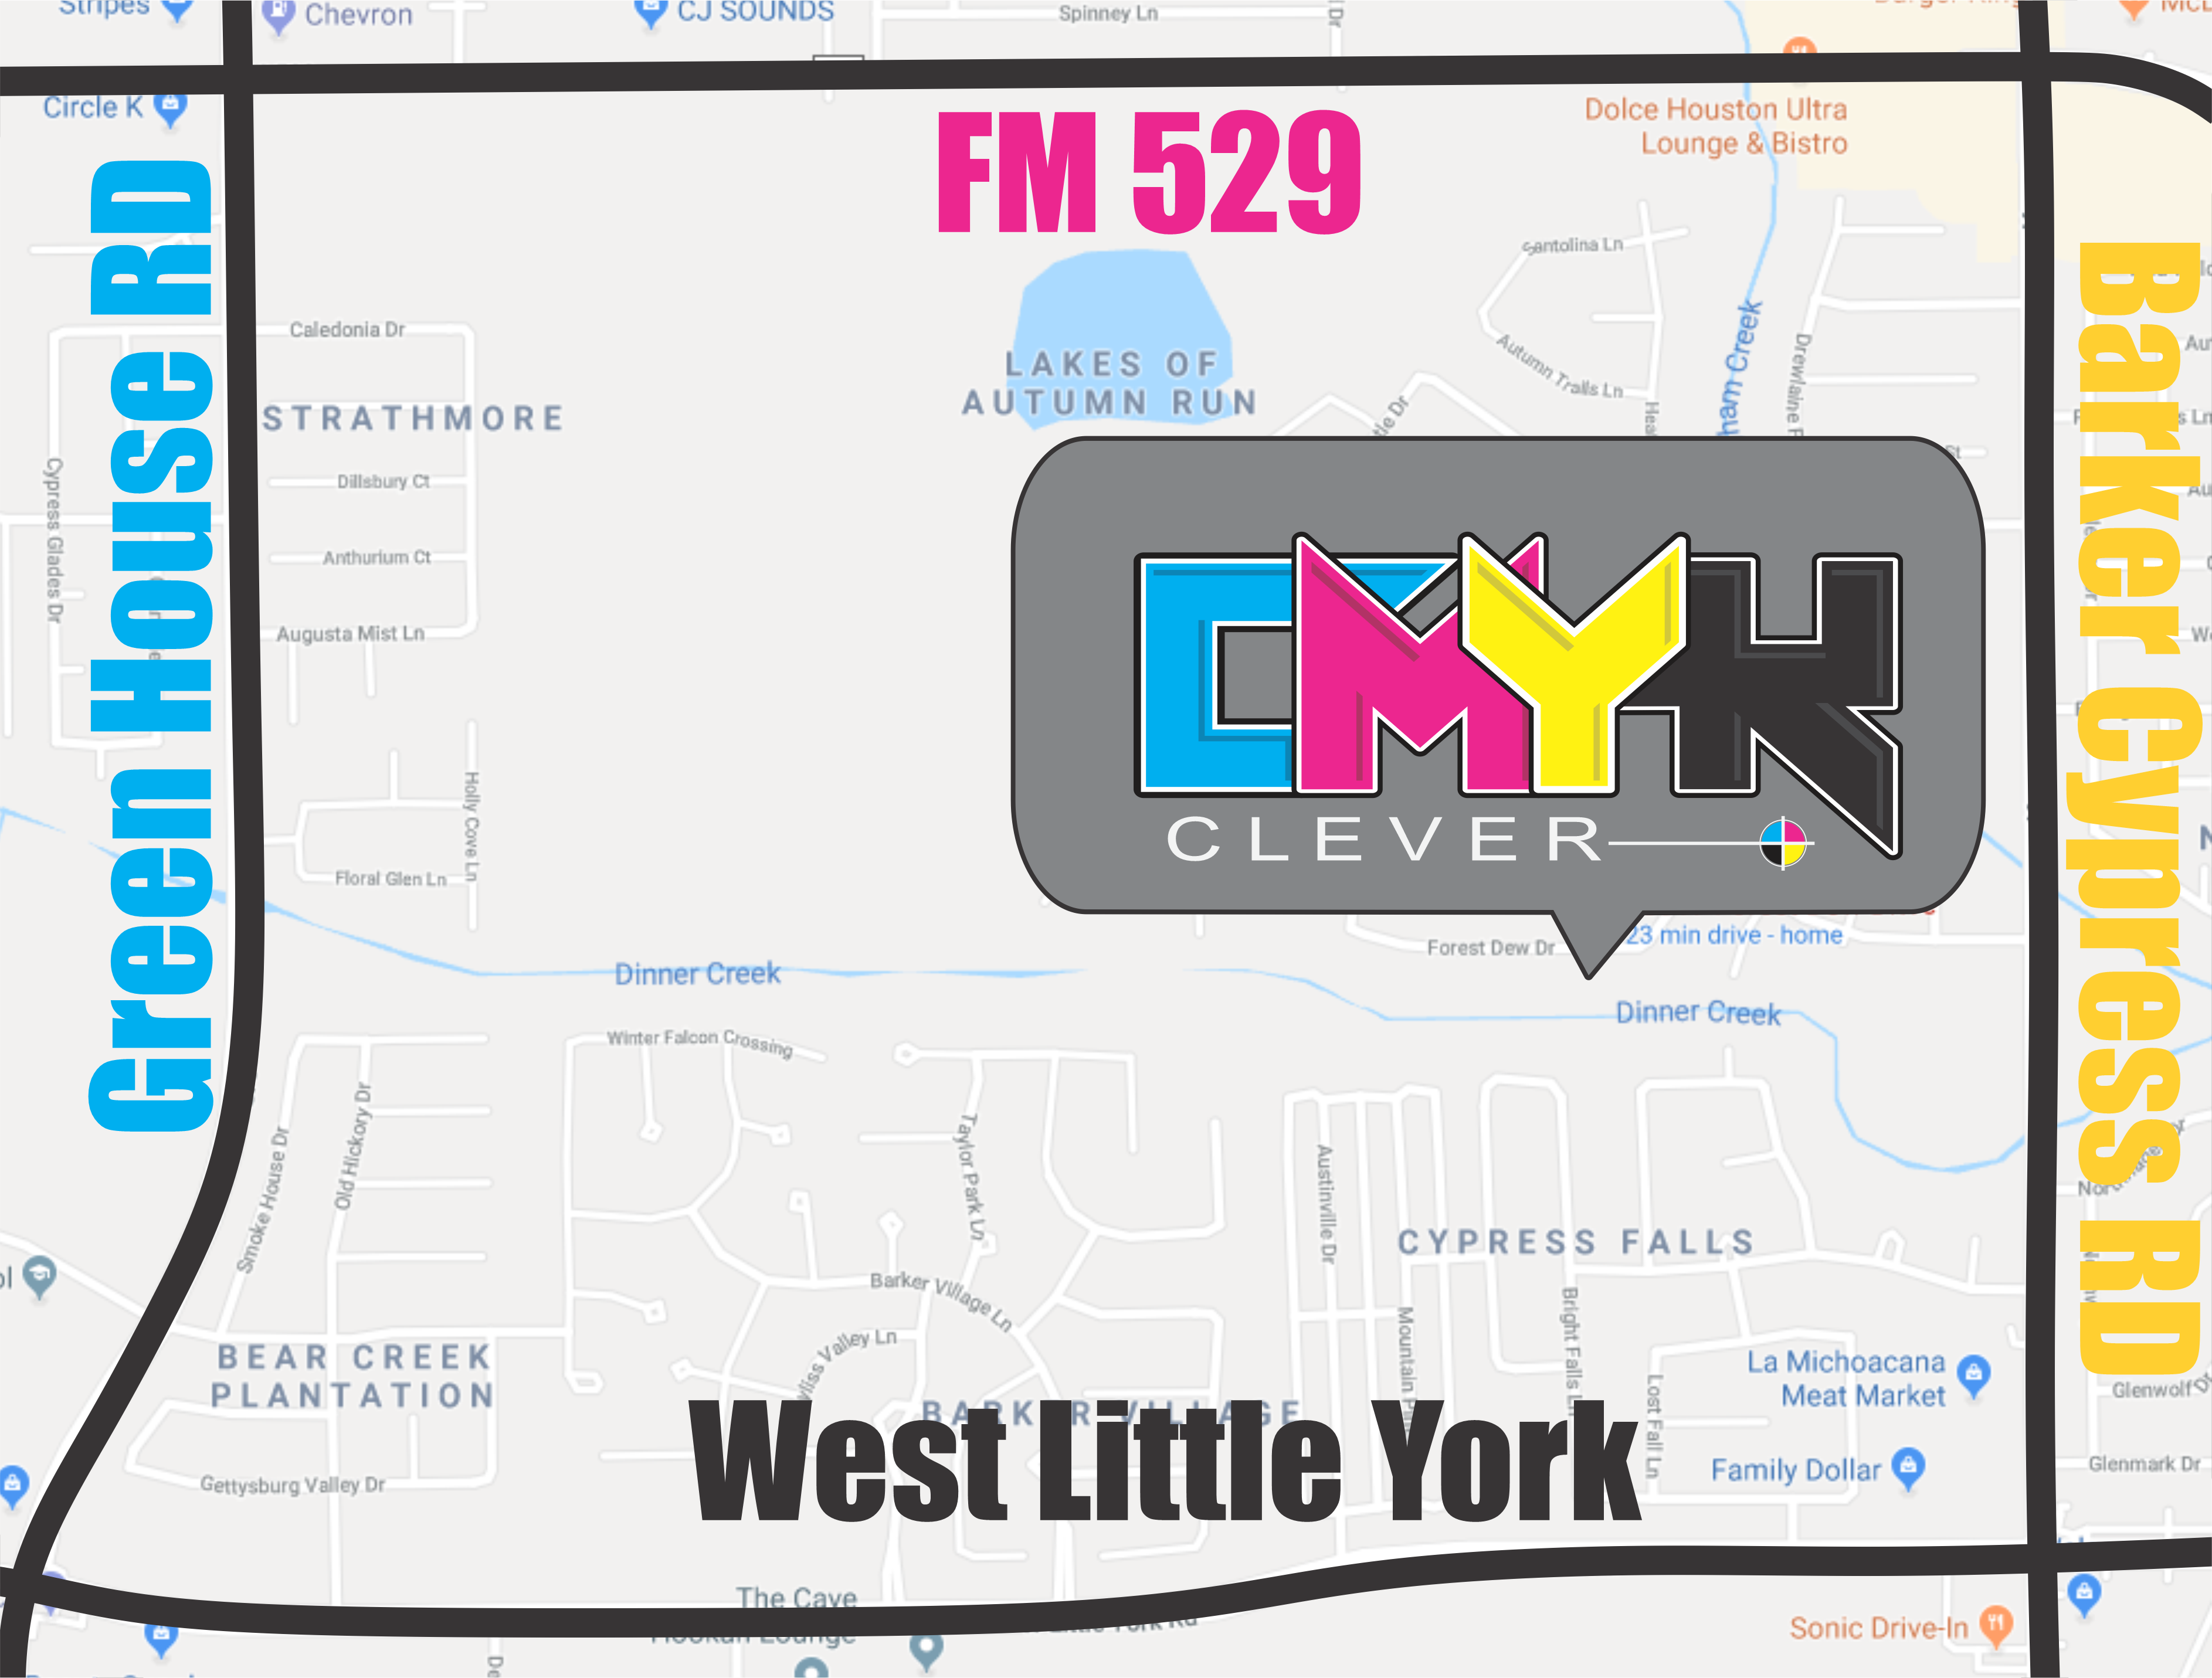 Stripes
Chevron
CJ SOUNDS
Spinney Ln
Circle K
FM 529
Dolce Houston Ultra
Lounge & Bistro
Green House RD
Barker Cypress RD
Caledonia Dr
LAKES OF
AUTUMN RUN
STRATHMORE
Autumn Trails Ln
Creek
Dillsbury Ct
Cypress Glades Dr
Anthurium Ct
Augusta Mist Ln
CMYK
CLEVER
Holly Cove Ln
Floral Glen Ln
Forest Dew Dr
23 min drive - home
Dinner Creek
Dinner Creek
Winter Falcon Crossing
Smoke House Dr
Old Hickory Dr
Taylor Park Ln
Austinville Dr
CYPRESS FALLS
Barker Village Ln
Valley Ln
Mountain
Bright Falls Ln
Lost Fall Ln
BEAR CREEK
PLANTATION
La Michoacana
Meat Market
Glenwolf Dr
BARKER VILLAGE
West Little York
Gettysburg Valley Dr
Family Dollar
Glenmark Dr
The Cave
Hookah Lounge
Sonic Drive-In